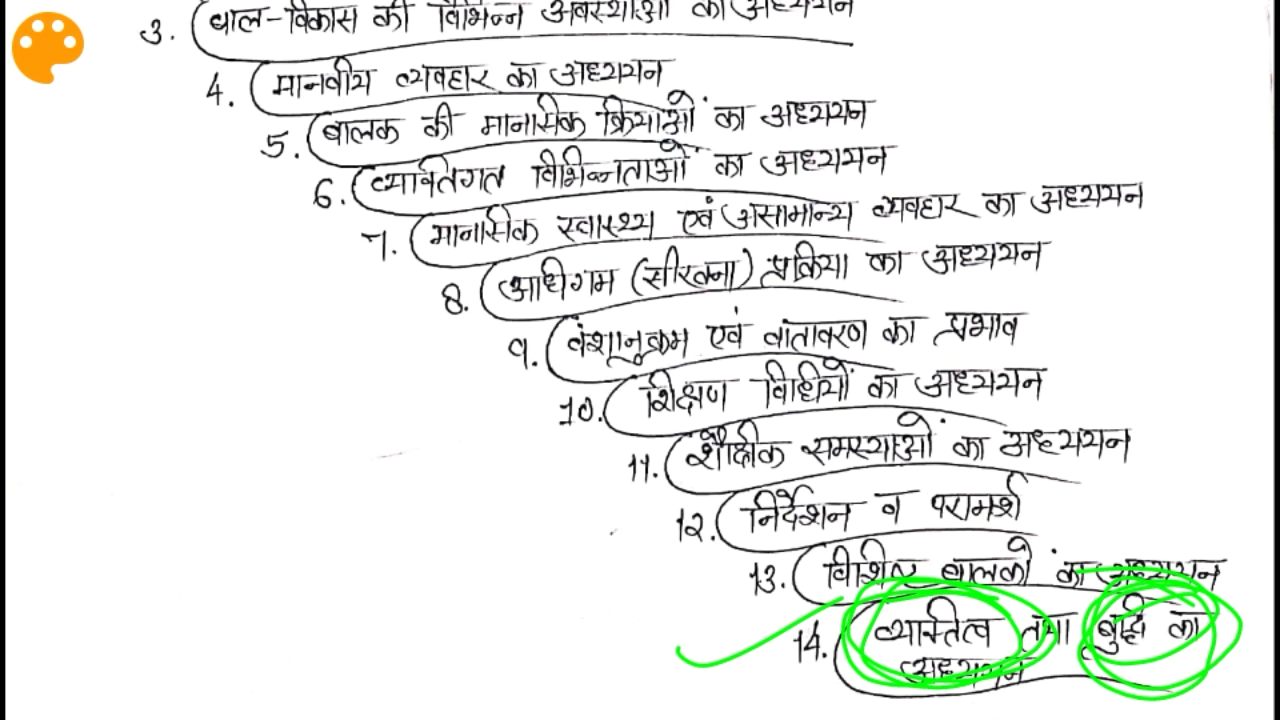 3. बाल-विकास की विभिन्न अवस्थाओं का अध्ययन
4. मानवीय व्यवहार का अध्ययन
5. बालक की मानसिक क्रियाओं का अध्ययन
6. व्यक्तिगत विभिन्नताओं का अध्ययन
7. मानसिक स्वास्थ्य एवं असामान्य व्यवहार का अध्ययन
8. अधिगम (सीखना) प्रक्रिया का अध्ययन
9. वंशानुक्रम एवं वातावरण का प्रभाव
10. शिक्षण विधियों का अध्ययन
11. शैक्षिक समस्याओं का अध्ययन
12. निर्देशन व परामर्श
13. विशिष्ट बालकों का अध्ययन
14. व्यक्तित्व तथा बुद्धि का
अध्ययन